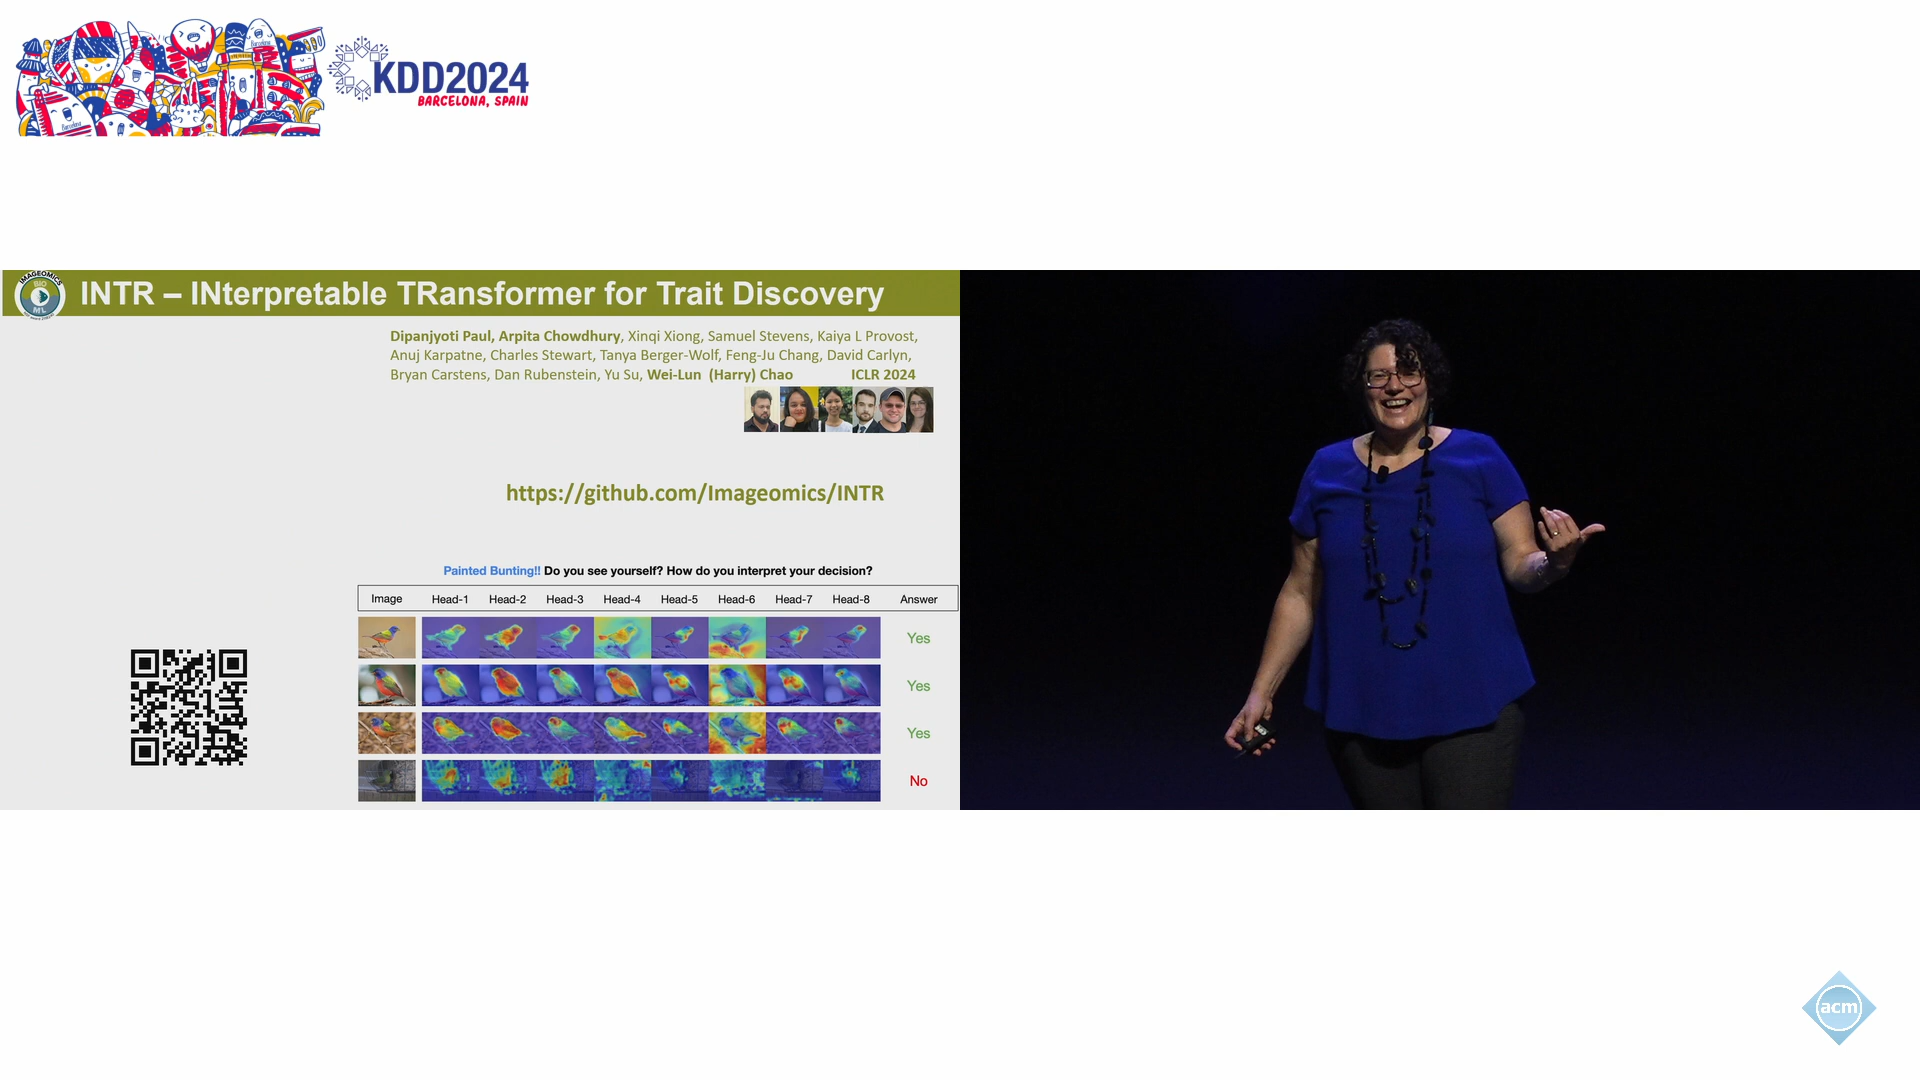 KDD2024
BARCELONA, SPAIN
IMAGEOMICS
BIO
ML
INTR – INterpretable TRansformer for Trait Discovery
Dipanjyoti Paul, Arpita Chowdhury, Xinqi Xiong, Samuel Stevens, Kaiya L Provost,
Anuj Karpatne, Charles Stewart, Tanya Berger-Wolf, Feng-Ju Chang, David Carlyn,
Bryan Carstens, Dan Rubenstein, Yu Su, Wei-Lun (Harry) Chao ICLR 2024
https://github.com/Imageomics/INTR
Painted Bunting!! Do you see yourself? How do you interpret your decision?
Image Head-1 Head-2 Head-3 Head-4 Head-5 Head-6 Head-7 Head-8 Answer
Yes
Yes
Yes
No
acm